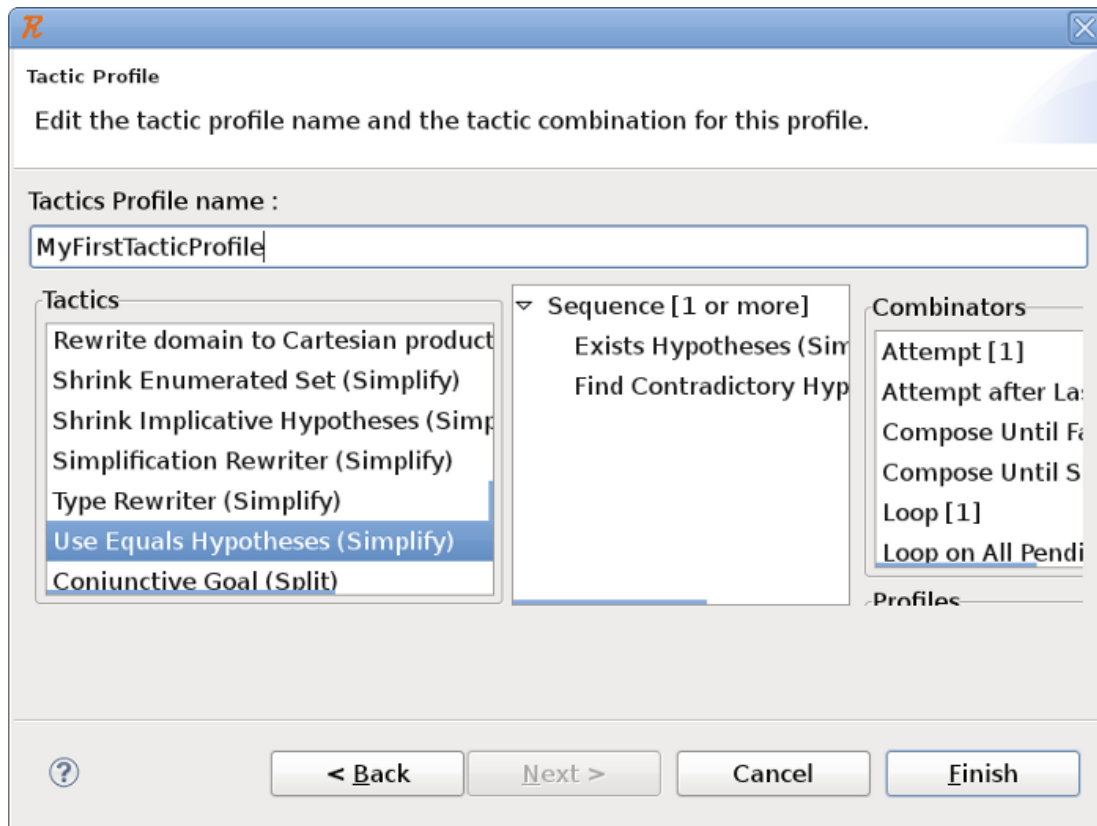 R
Tactic Profile
Edit the tactic profile name and the tactic combination for this profile.
Tactics Profile name :
MyFirstTacticProfile
Tactics
Rewrite domain to Cartesian product
Shrink Enumerated Set (Simplify)
Shrink Implicative Hypotheses (Simp
Simplification Rewriter (Simplify)
Type Rewriter (Simplify)
Use Equals Hypotheses (Simplify)
Conjunctive Goal (Split)
Sequence [1 or more]
Exists Hypotheses (Sim
Find Contradictory Hyp
Combinators
Attempt [1]
Attempt after Las
Compose Until Fa
Compose Until S
Loop [1]
Loop on All Pendi
Profiles
?
< Back
Next >
Cancel
Finish